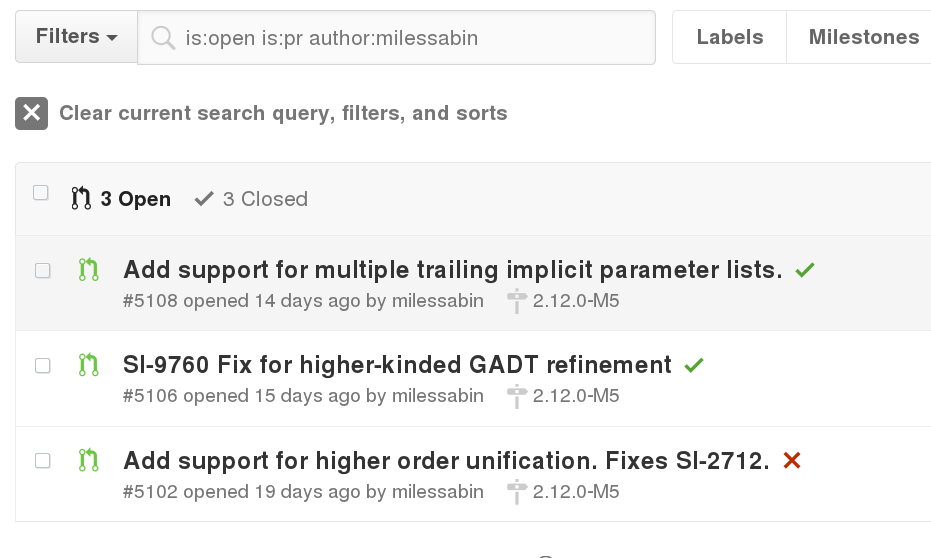 Filters
is:open is:pr author:milessabin
Labels
Milestones
Clear current search query, filters, and sorts
3 Open
3 Closed
Add support for multiple trailing implicit parameter lists.
#5108 opened 14 days ago by milessabin 2.12.0-M5
SI-9760 Fix for higher-kinded GADT refinement
#5106 opened 15 days ago by milessabin 2.12.0-M5
Add support for higher order unification. Fixes SI-2712.
#5102 opened 19 days ago by milessabin 2.12.0-M5